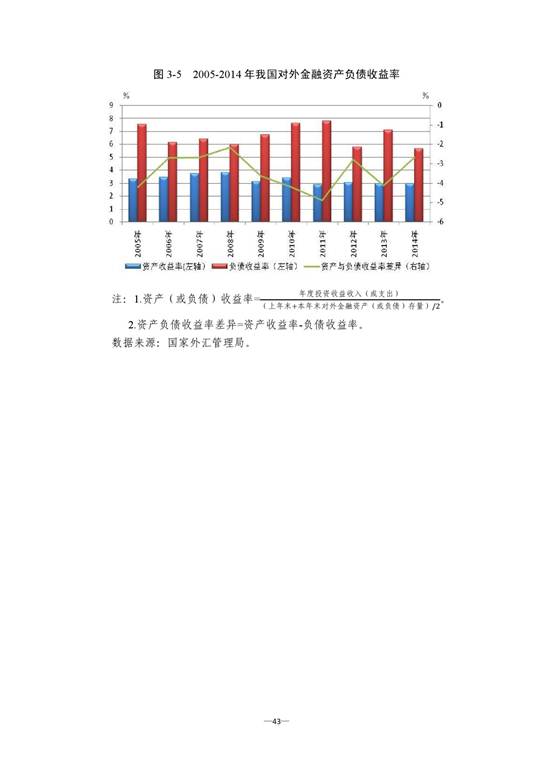 图 3-5 2005-2014 年我国对外金融资产负债收益率
% %
9 0
8 -1
7
6 -2
5 -3
4
3 -4
2 -5
1
0 -6
2005年 2006年 2007年 2008年 2009年 2010年 2011年 2012年 2013年 2014年
资产收益率(左轴) 负债收益率（左轴） 资产与负债收益率差异（右轴）
注：1.资产（或负债）收益率=年度投资收益收入（或支出）/（上年末+本年末对外金融资产（或负债）存量）/2。
2.资产负债收益率差异=资产收益率-负债收益率。
数据来源：国家外汇管理局。
—43—